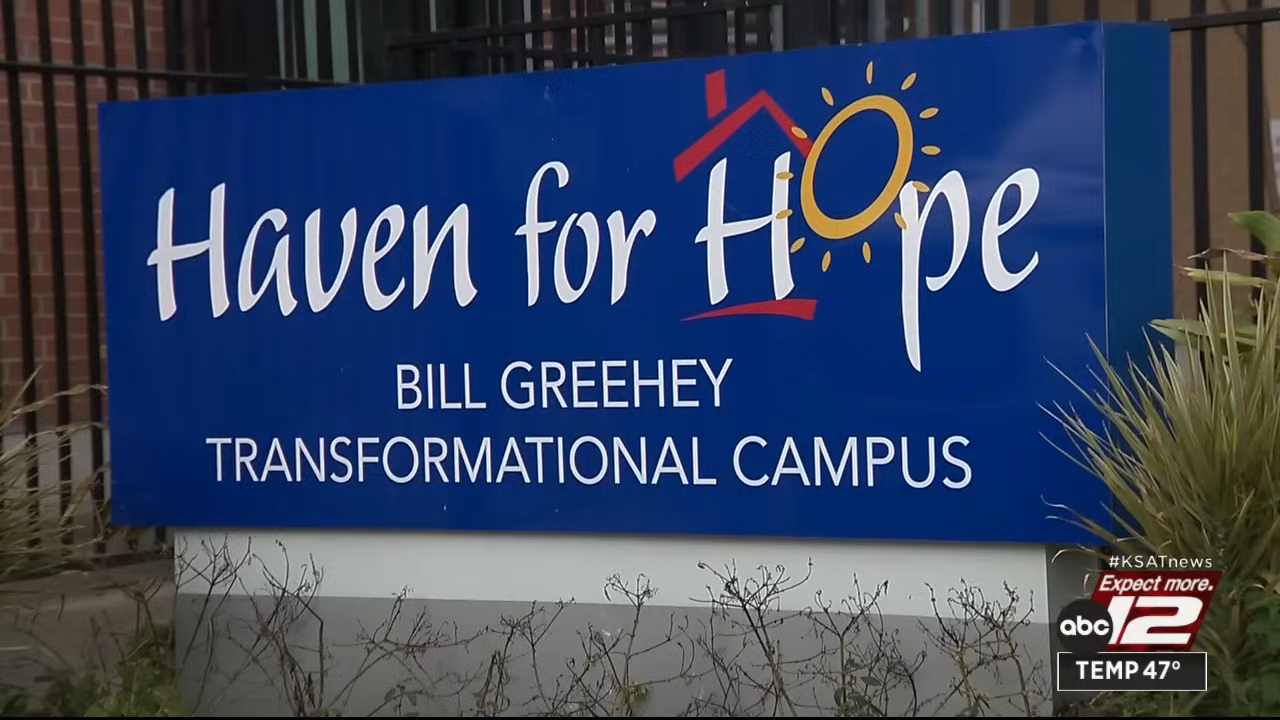 Haven for Hope
BILL GREEHEY
TRANSFORMATIONAL CAMPUS
#KSATnews
Expect more.
abc 12
TEMP 47°